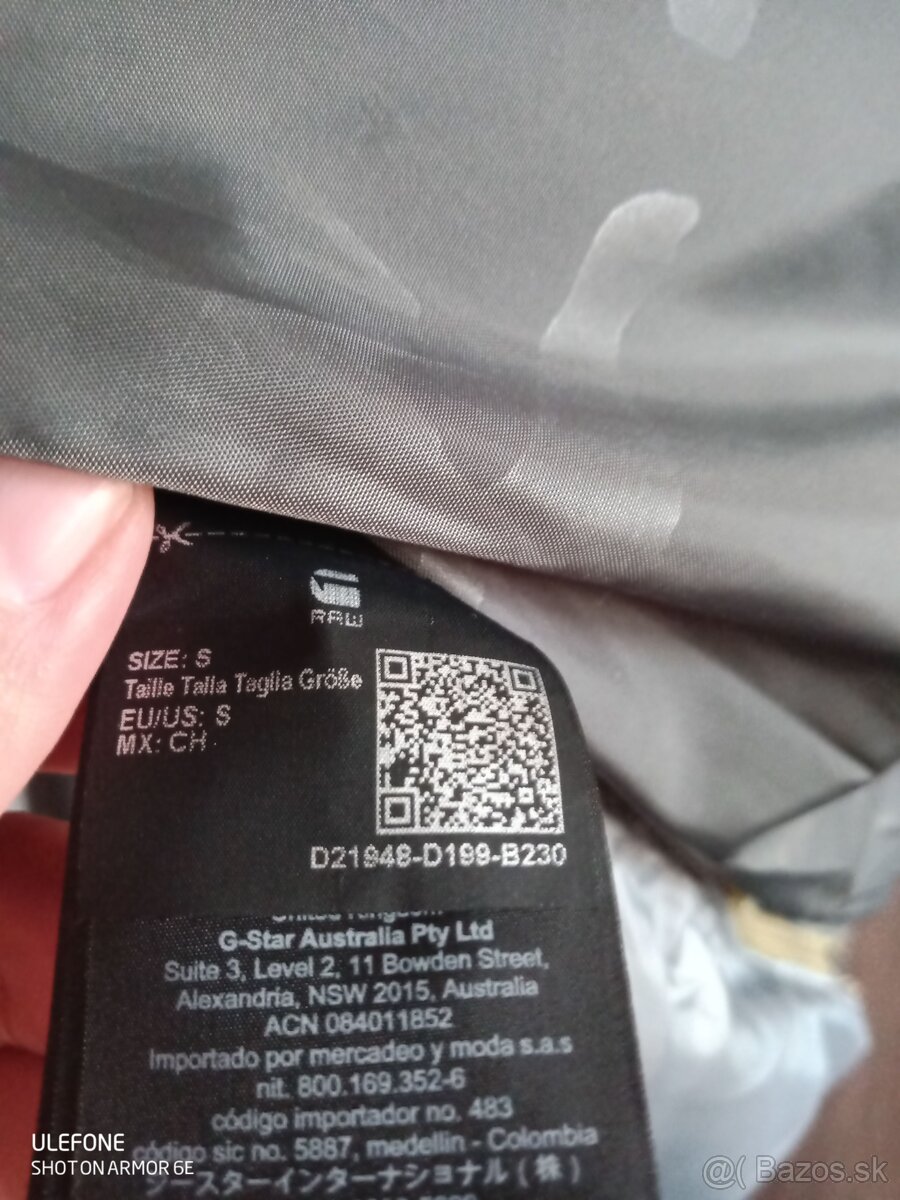 RAW
SIZE: S
Taille Talla Taglia Größe
EU/US: S
MX: CH
D21948-D199-B230
United Kingdom
G-Star Australia Pty Ltd
Suite 3, Level 2, 11 Bowden Street,
Alexandria, NSW 2015, Australia
ACN 084011852
Importado por mercadeo y moda s.a.s
nit. 800.169.352-6
código importador no. 483
código sic no. 5887, medellin - Colombia
ースターインターナショナル(株)
ULEFONE
SHOT ON ARMOR 6E
@( Bazos.sk